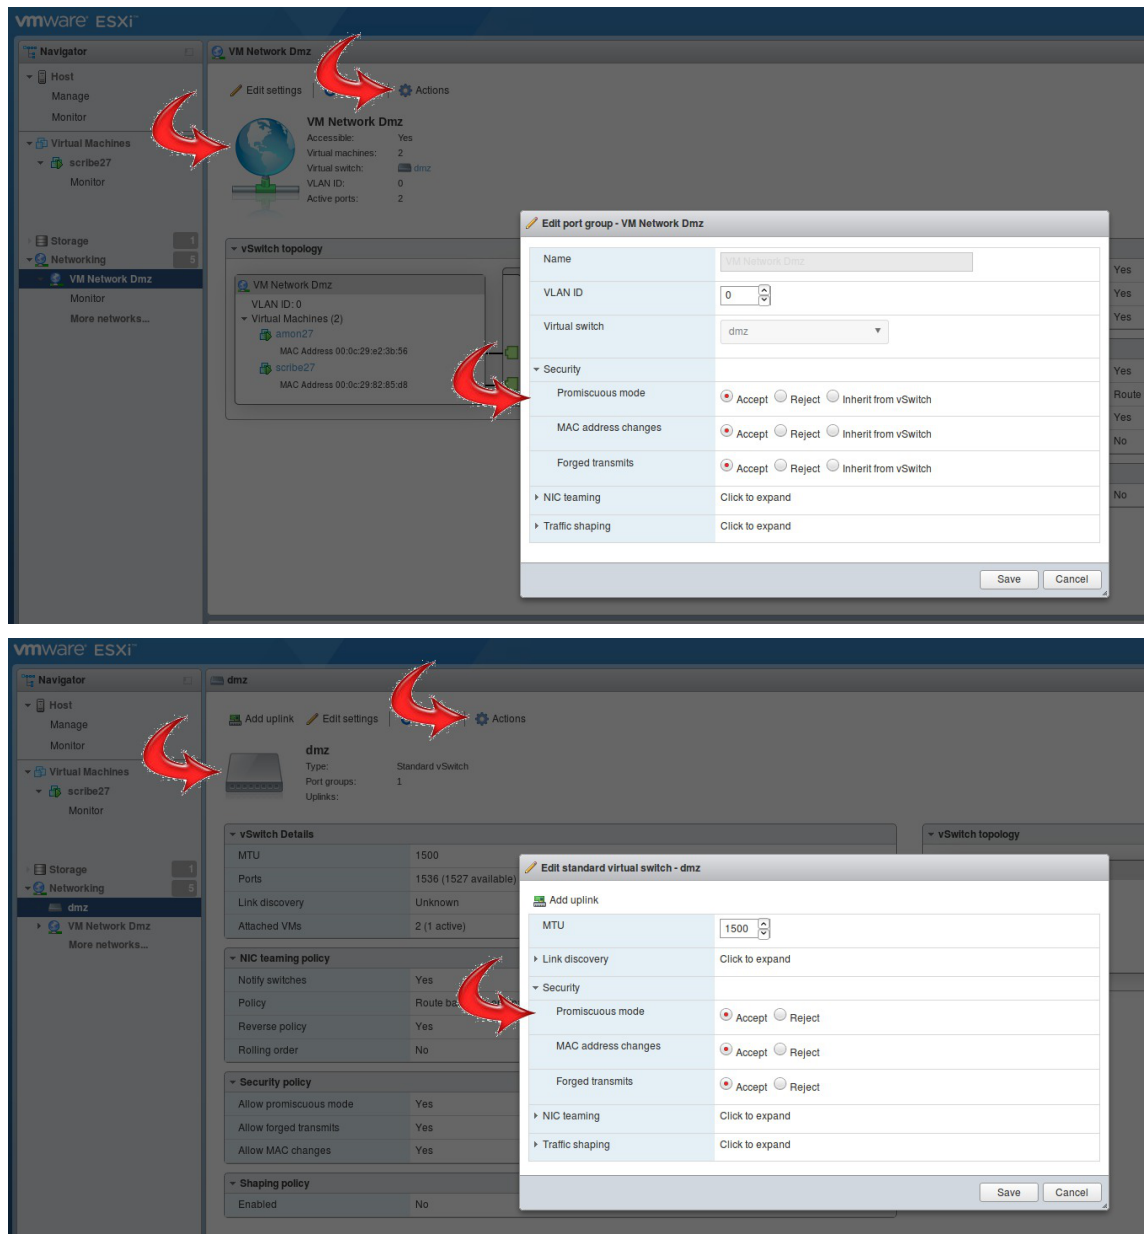 vmware ESXi™
Navigator
VM Network Dmz
Host
Manage
Monitor
Virtual Machines
scribe27
Monitor
Storage 1
Networking 5
VM Network Dmz
Monitor
More networks...
Edit settings
Actions
VM Network Dmz
Accessible: Yes
Virtual machines: 2
Virtual switch: dmz
VLAN ID: 0
Active ports: 2
vSwitch topology
VM Network Dmz
VLAN ID: 0
Virtual Machines (2)
amon27
MAC Address 00:0c:29:e2:3b:56
scribe27
MAC Address 00:0c:29:82:85:d8
Edit port group - VM Network Dmz
Name VM Network Dmz
VLAN ID 0
Virtual switch dmz
Security
Promiscuous mode Accept Reject Inherit from vSwitch
MAC address changes Accept Reject Inherit from vSwitch
Forged transmits Accept Reject Inherit from vSwitch
NIC teaming Click to expand
Traffic shaping Click to expand
Save Cancel
Yes
Yes
Yes
Yes
Route
Yes
No
No
vmware ESXi™
Navigator
dmz
Host
Manage
Monitor
Virtual Machines
scribe27
Monitor
Storage 1
Networking 5
dmz
VM Network Dmz
More networks...
Add uplink Edit settings
Actions
dmz
Type: Standard vSwitch
Port groups: 1
Uplinks:
vSwitch Details
MTU 1500
Ports 1536 (1527 available)
Link discovery Unknown
Attached VMs 2 (1 active)
NIC teaming policy
Notify switches Yes
Policy Route
Reverse policy Yes
Rolling order No
Security policy
Allow promiscuous mode Yes
Allow forged transmits Yes
Allow MAC changes Yes
Shaping policy
Enabled No
vSwitch topology
Edit standard virtual switch - dmz
Add uplink
MTU 1500
Link discovery Click to expand
Security
Promiscuous mode Accept Reject
MAC address changes Accept Reject
Forged transmits Accept Reject
NIC teaming Click to expand
Traffic shaping Click to expand
Save Cancel